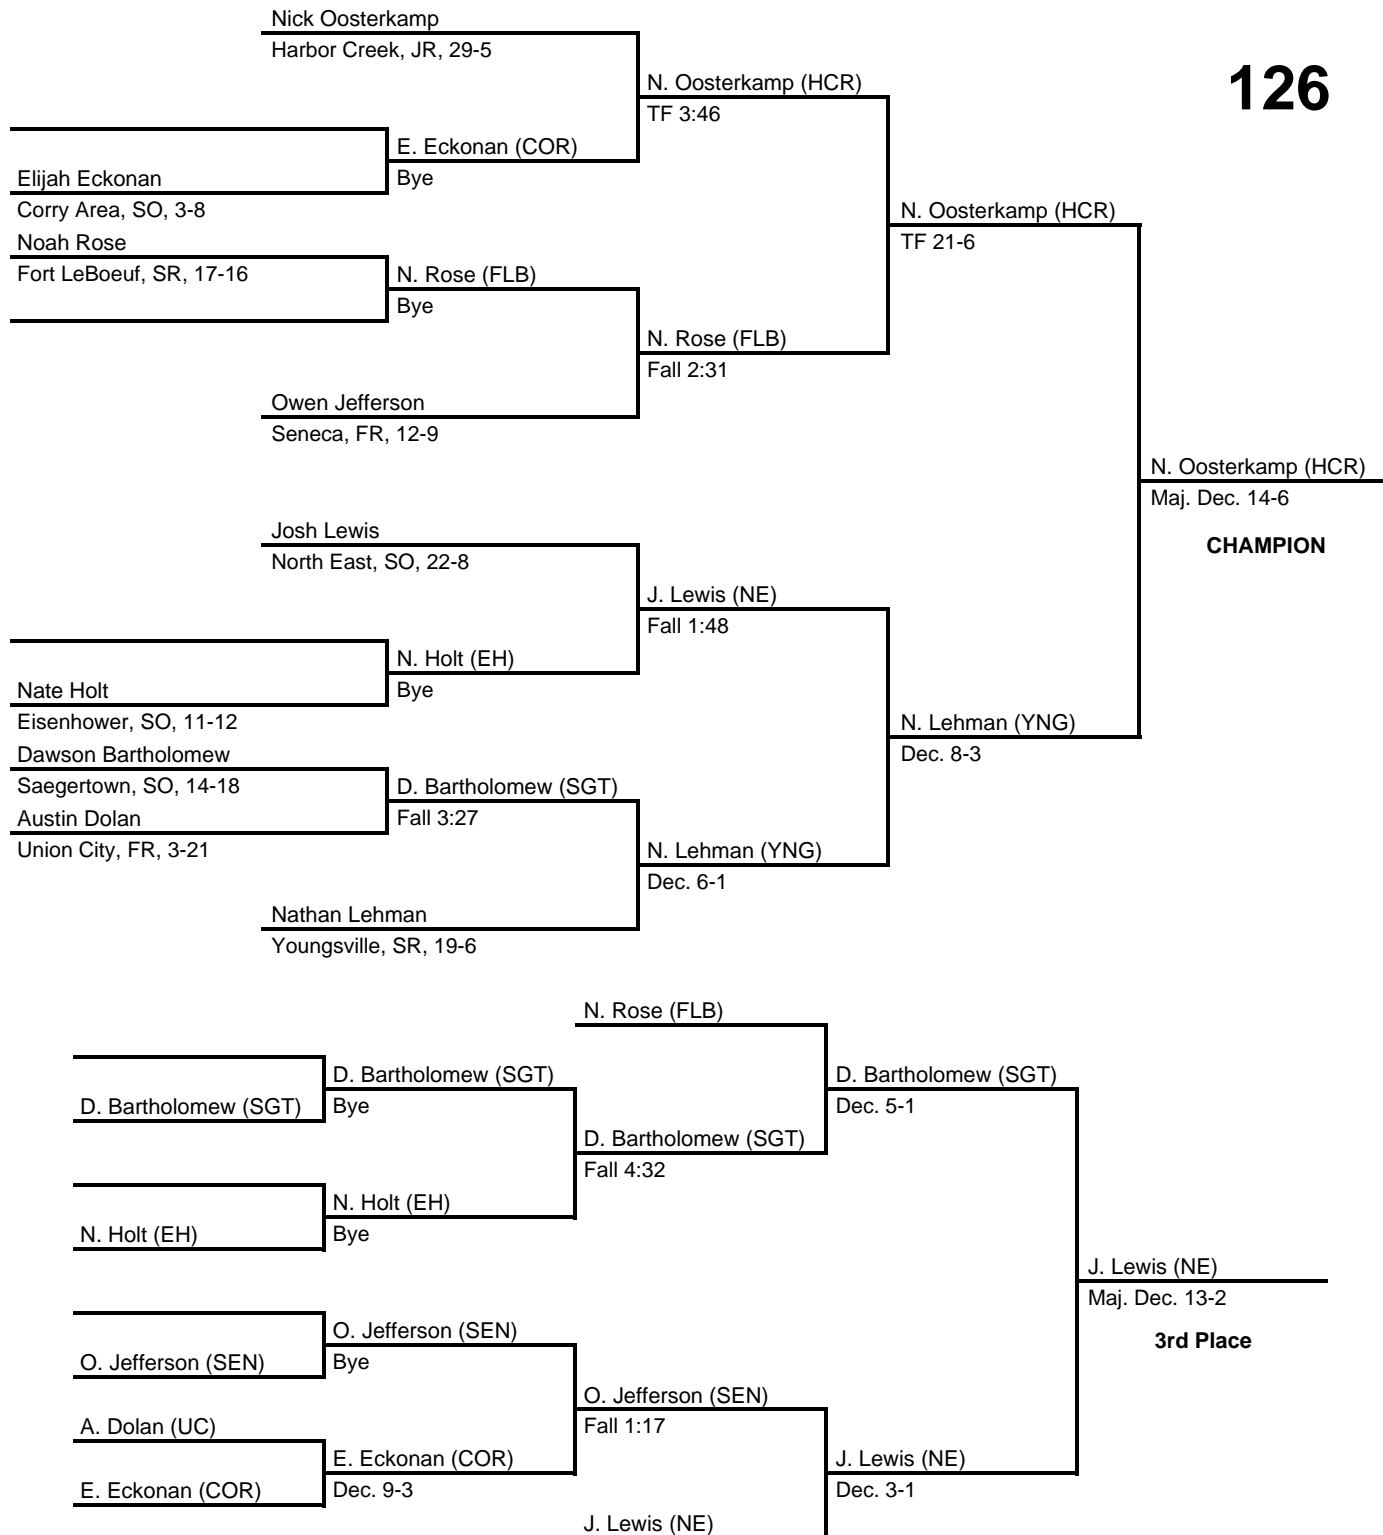 126
Nick Oosterkamp
Harbor Creek, JR, 29-5
N. Oosterkamp (HCR)
TF 3:46
E. Eckonan (COR)
Bye
Elijah Eckonan
Corry Area, SO, 3-8
N. Oosterkamp (HCR)
TF 21-6
Noah Rose
Fort LeBoeuf, SR, 17-16
N. Rose (FLB)
Bye
N. Rose (FLB)
Fall 2:31
Owen Jefferson
Seneca, FR, 12-9
N. Oosterkamp (HCR)
Maj. Dec. 14-6
CHAMPION
Josh Lewis
North East, SO, 22-8
J. Lewis (NE)
Fall 1:48
N. Holt (EH)
Bye
Nate Holt
Eisenhower, SO, 11-12
N. Lehman (YNG)
Dec. 8-3
Dawson Bartholomew
Saegertown, SO, 14-18
D. Bartholomew (SGT)
Fall 3:27
Austin Dolan
Union City, FR, 3-21
N. Lehman (YNG)
Dec. 6-1
Nathan Lehman
Youngsville, SR, 19-6
N. Rose (FLB)
D. Bartholomew (SGT)
Bye
D. Bartholomew (SGT)
D. Bartholomew (SGT)
Dec. 5-1
D. Bartholomew (SGT)
Fall 4:32
N. Holt (EH)
Bye
N. Holt (EH)
J. Lewis (NE)
Maj. Dec. 13-2
3rd Place
O. Jefferson (SEN)
Bye
O. Jefferson (SEN)
O. Jefferson (SEN)
Fall 1:17
A. Dolan (UC)
E. Eckonan (COR)
Dec. 9-3
E. Eckonan (COR)
J. Lewis (NE)
Dec. 3-1
J. Lewis (NE)